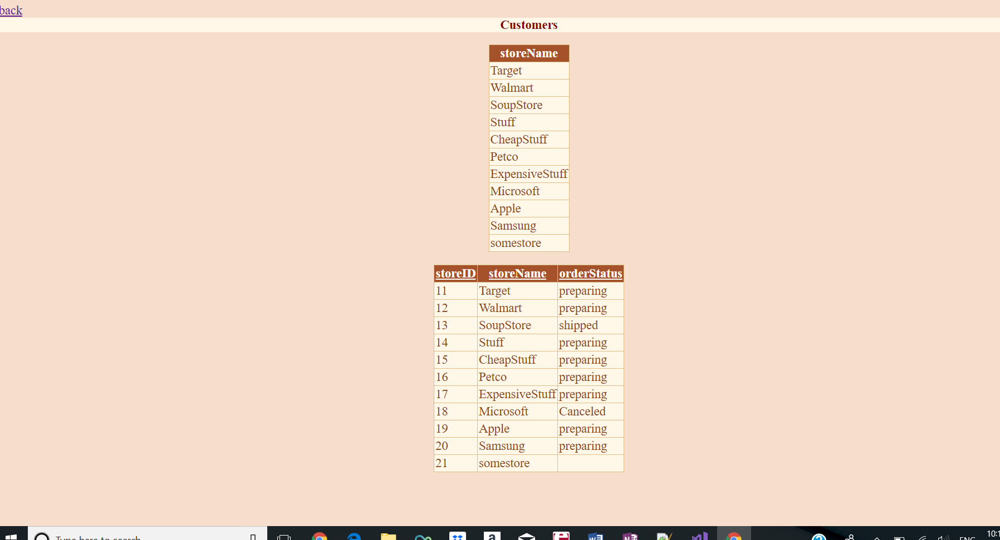 back
Customers
storeName
Target
Walmart
SoupStore
Stuff
CheapStuff
Petco
ExpensiveStuff
Microsoft
Apple
Samsung
somestore
storeID storeName orderStatus
11 Target preparing
12 Walmart preparing
13 SoupStore shipped
14 Stuff preparing
15 CheapStuff preparing
16 Petco preparing
17 ExpensiveStuff preparing
18 Microsoft Canceled
19 Apple preparing
20 Samsung preparing
21 somestore
Type here to search
ENG